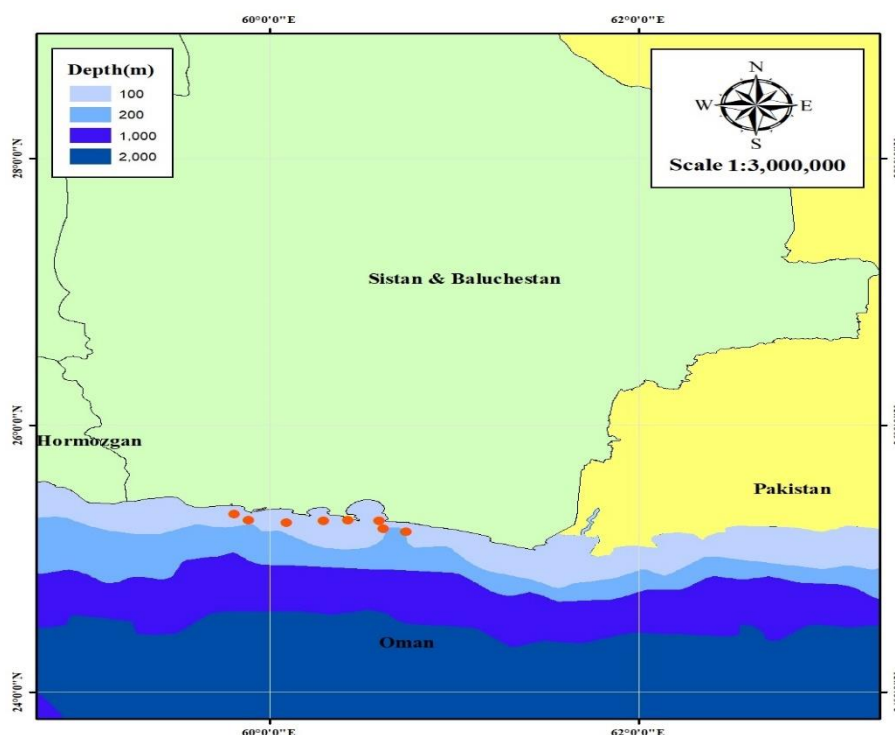 60°0'0"E 62°0'0"E
Depth(m)
100
200
1,000
2,000
N
W E
S
Scale 1:3,000,000
28°0'0"N
Sistan & Baluchestan
26°0'0"N
Hormozgan
Pakistan
Oman
24°0'0"N
60°0'0"E 62°0'0"E